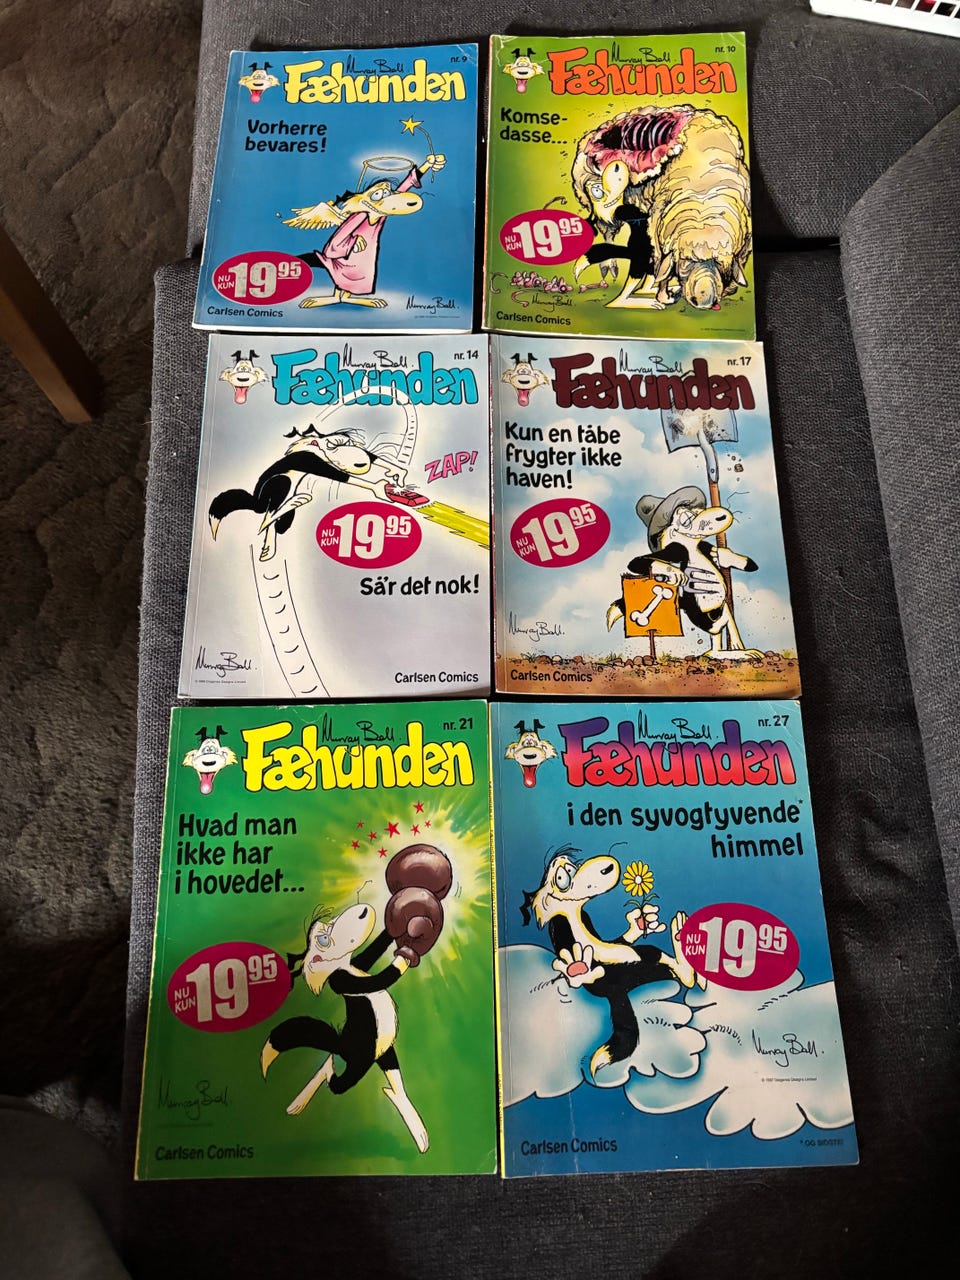 Murray Ball.
nr. 9
Fæhunden
Vorherre
bevares!
NU
KUN
19 95
Murray Ball.
Carlsen Comics
Murray Ball.
nr. 10
Fæhunden
Komse-
dasse...
NU
KUN
19 95
Murray Ball
Carlsen Comics
Murray Ball.
nr. 14
Fæhunden
ZAP!
NU
KUN
19 95
Så'r det nok!
Murray Ball.
Carlsen Comics
Murray Ball.
nr. 17
Fæhunden
Kun en tåbe
frygter ikke
haven!
NU
KUN
19 95
Murray Ball.
Carlsen Comics
Murray Ball.
nr. 21
Fæhunden
Hvad man
ikke har
i hovedet...
NU
KUN
19 95
Murray Ball.
Carlsen Comics
Murray Ball.
nr. 27
Fæhunden
i den syvogtyvende*
himmel
NU
KUN
19 95
Murray Ball.
Carlsen Comics
* OG SIDSTE!